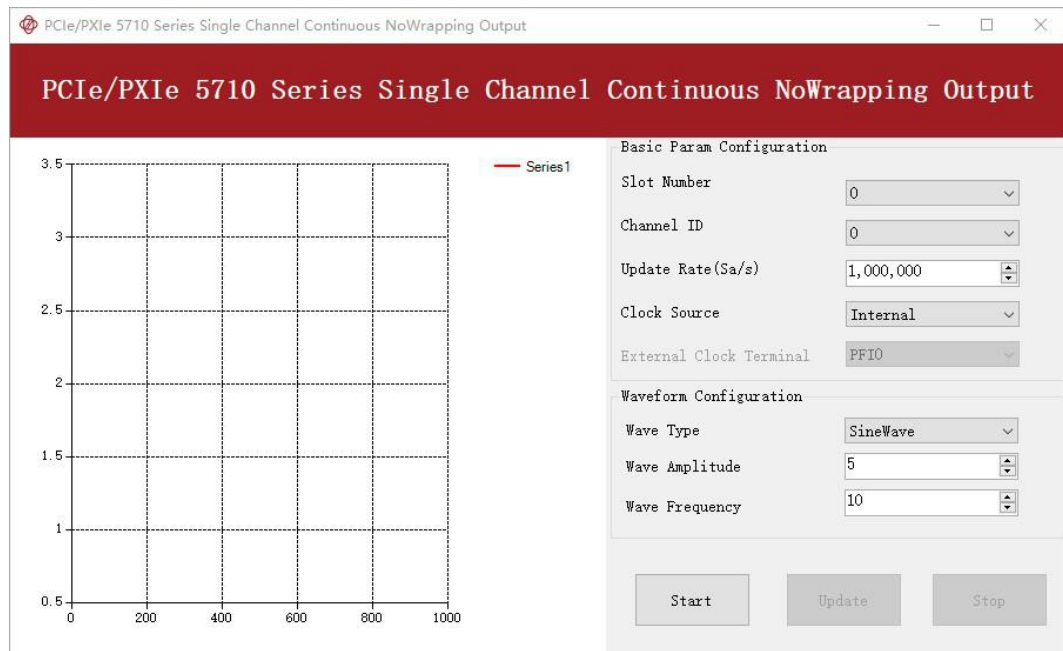 PCIe/PXIe 5710 Series Single Channel Continuous NoWrapping Output
PCIe/PXIe 5710 Series Single Channel Continuous NoWrapping Output
3.5
3
2.5
2
1.5
1
0.5
0 200 400 600 800 1000
Series1
Basic Param Configuration
Slot Number 0
Channel ID 0
Update Rate(Sa/s) 1,000,000
Clock Source Internal
External Clock Terminal PFI0
Waveform Configuration
Wave Type SineWave
Wave Amplitude 5
Wave Frequency 10
Start Update Stop